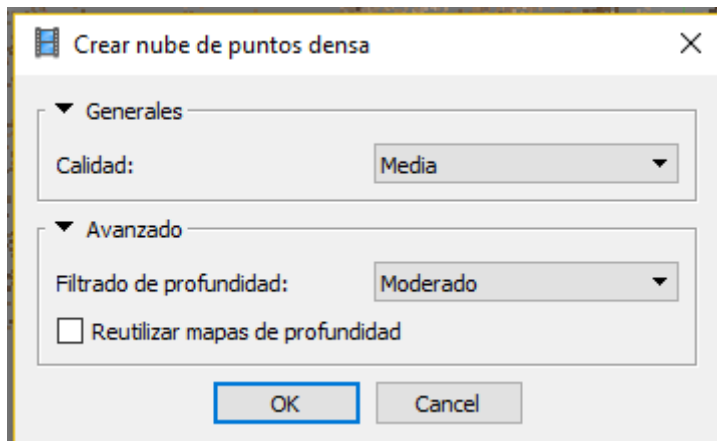 Crear nube de puntos densa
Generales
Calidad: Media
Avanzado
Filtrado de profundidad: Moderado
Reutilizar mapas de profundidad
OK Cancel